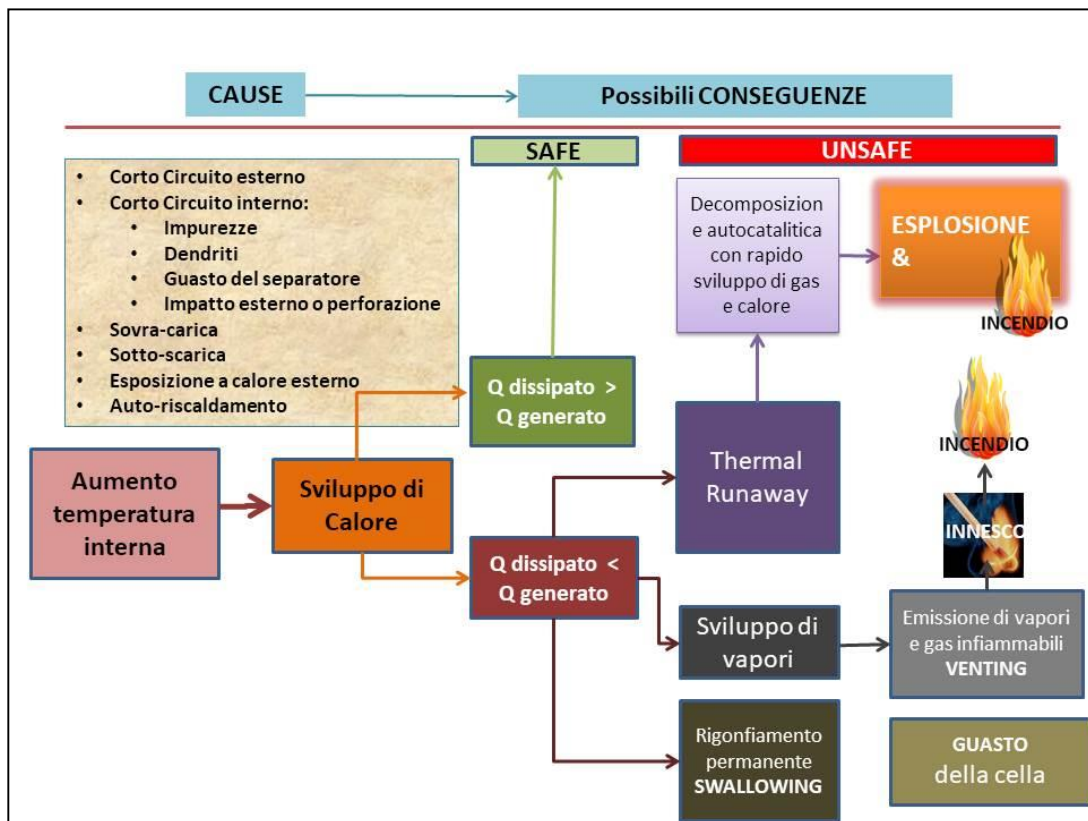 CAUSE
Possibili CONSEGUENZE
SAFE
UNSAFE
• Corto Circuito esterno
• Corto Circuito interno:
• Impurezze
• Dendriti
• Guasto del separatore
• Impatto esterno o perforazione
• Sovra-carica
• Sotto-scarica
• Esposizione a calore esterno
• Auto-riscaldamento
Decomposizion
e autocatalitica
con rapido
sviluppo di gas
e calore
ESPLOSIONE
&
INCENDIO
Q dissipato >
Q generato
Thermal
Runaway
INCENDIO
Aumento
temperatura
interna
Sviluppo di
Calore
Q dissipato <
Q generato
INNESCO
Sviluppo di
vapori
Emissione di vapori
e gas infiammabili
VENTING
Rigonfiamento
permanente
SWALLOWING
GUASTO
della cella